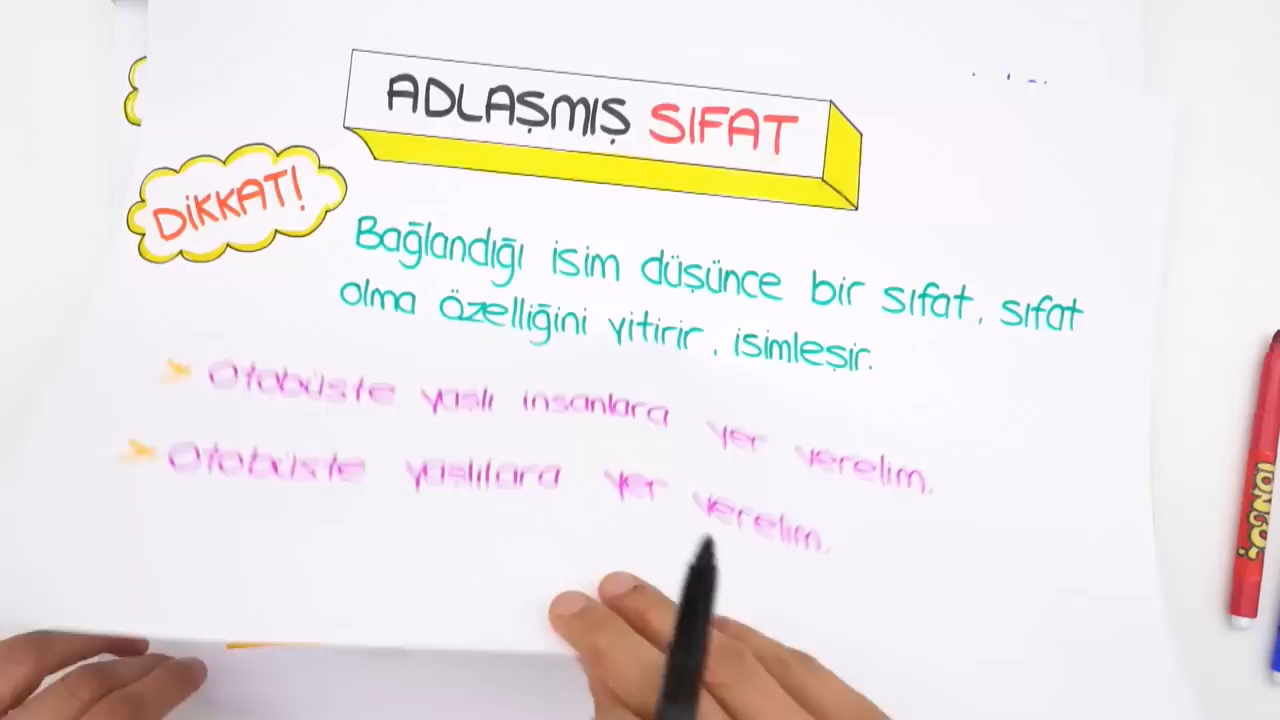 ADLAŞMIŞ SIFAT
DİKKAT!
Bağlandığı isim düşünce bir sıfat, sıfat
olma özelliğini yitirir, isimleşir.
➤ Otobüste yaşlı insanlara yer verelim.
➤ Otobüste yaşlılara yer verelim.